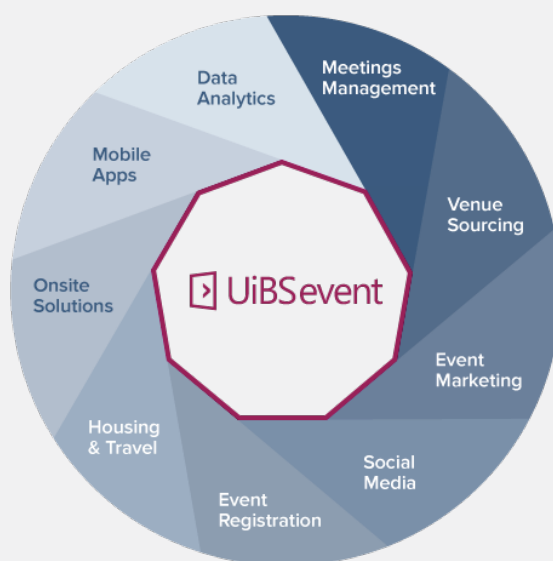 Meetings
Management
Venue
Sourcing
Event
Marketing
Social
Media
Event
Registration
Housing
& Travel
Onsite
Solutions
Mobile
Apps
Data
Analytics
UiBSevent